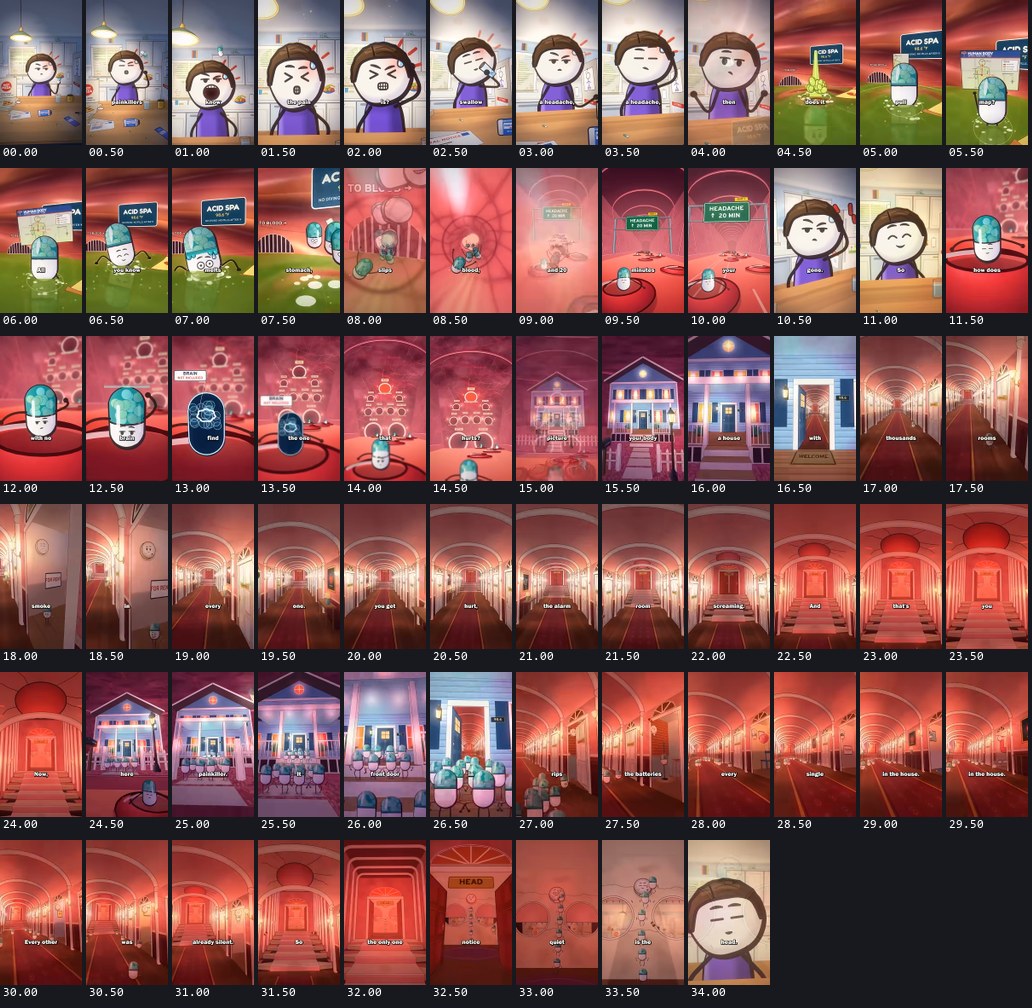 painkillers
know
the pain
is?
swallow
a headache,
a headache,
then
00.00
00.50
01.00
01.50
02.00
02.50
03.00
03.50
04.00
ACID SPA
does it
04.50
ACID SPA
pull
05.00
ACID SPA
map?
05.50
All
06.00
ACID SPA
you know
06.50
ACID SPA
melts
07.00
stomach,
07.50
TO BLOOD →
slips
08.00
blood,
08.50
HEADACHE
and 20
09.00
HEADACHE
↑ 20 MIN
minutes
09.50
HEADACHE
↑ 20 MIN
your
10.00
gone.
10.50
So
11.00
how does
11.50
with no
12.00
brain
12.50
BRAIN
find
13.00
BRAIN
the one
13.50
that
14.00
hurts?
14.50
picture
15.00
your body
15.50
a house
16.00
WELCOME
with
16.50
thousands
17.00
rooms
17.50
smoke
18.00
in
18.50
every
19.00
one.
19.50
you get
20.00
hurt.
20.50
the alarm
21.00
room
21.50
screaming.
22.00
And
22.50
that's
23.00
you
23.50
Now,
24.00
here
24.50
painkiller.
25.00
it
25.50
front door
26.00
26.50
rips
27.00
the batteries
27.50
every
28.00
single
28.50
in the house.
29.00
in the house.
29.50
Every other
30.00
was
30.50
already silent.
31.00
So
31.50
the only one
32.00
HEAD
notice
32.50
quiet
33.00
is the
33.50
head.
34.00